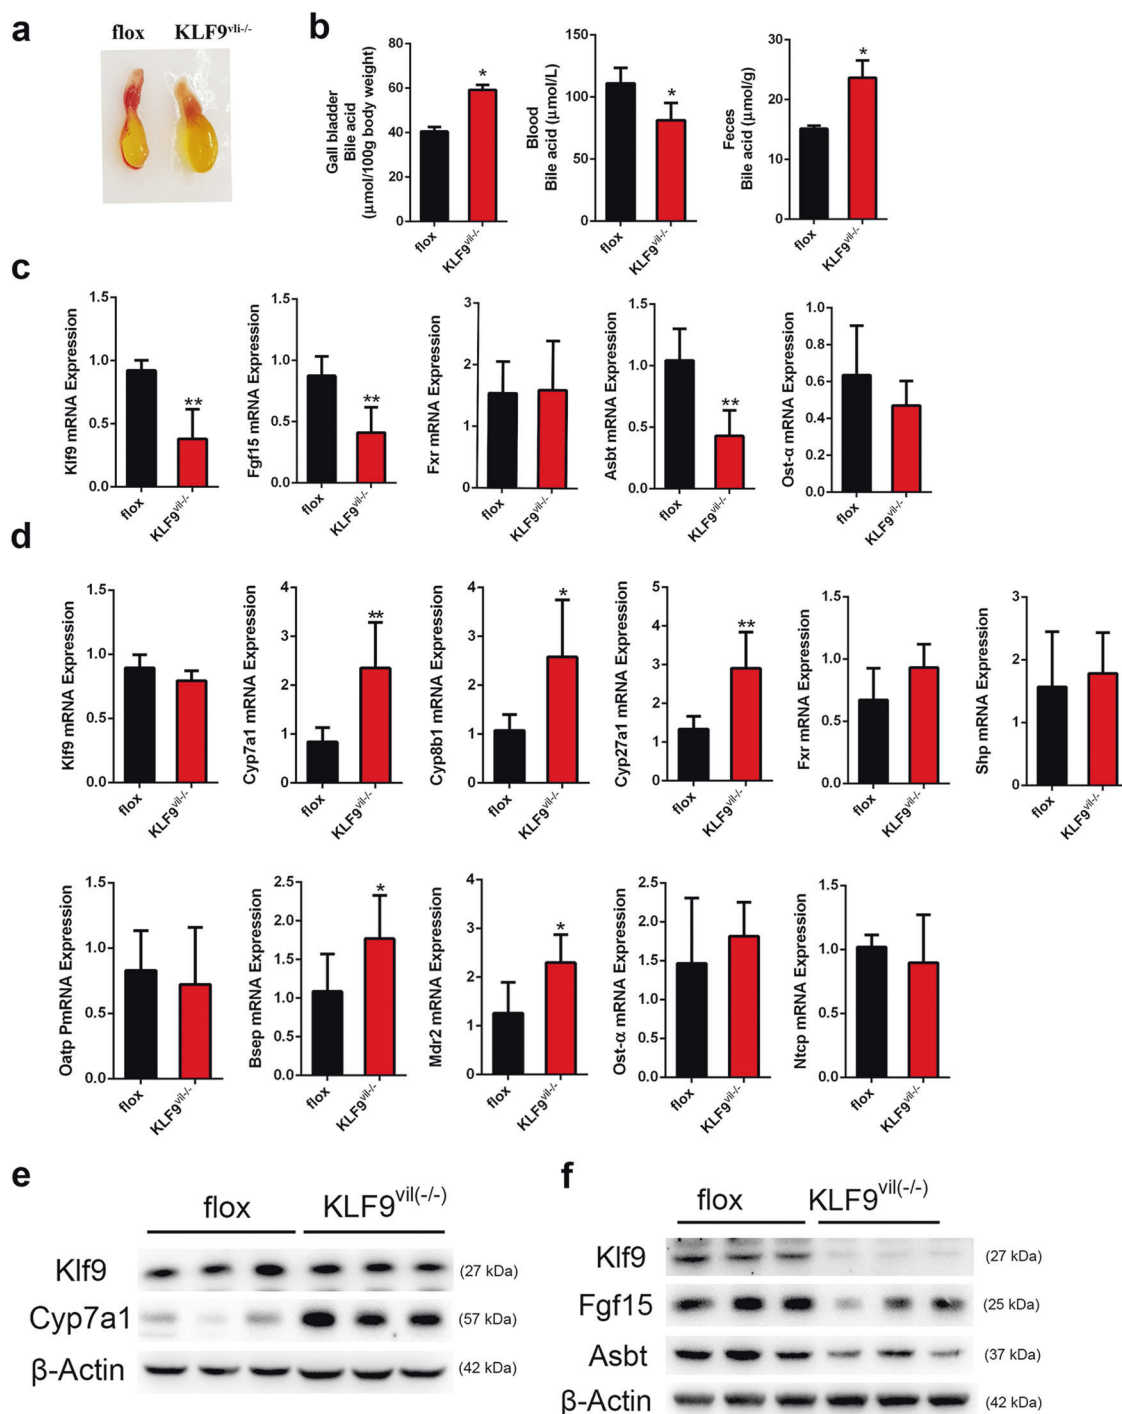 a
flox KLF9vli-/-
b
Gall bladder
Bile acid
(μmol/100g body weight)
80
60
40
20
0
*
flox
KLF9vil-/-
Blood
Bile acid (μmol/L)
150
100
50
0
*
flox
KLF9vil-/-
Feces
Bile acid (μmol/g)
30
20
10
0
*
flox
KLF9vil-/-
c
Klf9 mRNA Expression
1.5
1.0
0.5
0.0
**
flox
KLF9vil-/-
Fgf15 mRNA Expression
1.5
1.0
0.5
0.0
**
flox
KLF9vil-/-
Fxr mRNA Expression
3
2
1
0
flox
KLF9vil-/-
Asbt mRNA Expression
1.5
1.0
0.5
0.0
**
flox
KLF9vil-/-
Ost-α mRNA Expression
1.0
0.8
0.6
0.4
0.2
0.0
flox
KLF9vil-/-
d
Klf9 mRNA Expression
1.5
1.0
0.5
0.0
flox
KLF9vil-/-
Cyp7a1 mRNA Expression
4
3
2
1
0
**
flox
KLF9vil-/-
Cyp8b1 mRNA Expression
4
3
2
1
0
*
flox
KLF9vil-/-
Cyp27a1 mRNA Expression
5
4
3
2
1
0
**
flox
KLF9vil-/-
Fxr mRNA Expression
1.5
1.0
0.5
0.0
flox
KLF9vil-/-
Shp mRNA Expression
3
2
1
0
flox
KLF9vil-/-
Oatp PmRNA Expression
1.5
1.0
0.5
0.0
flox
KLF9vil-/-
Bsep mRNA Expression
2.5
2.0
1.5
1.0
0.5
0.0
*
flox
KLF9vil-/-
Mdr2 mRNA Expression
4
3
2
1
0
*
flox
KLF9vil-/-
Ost-α mRNA Expression
2.5
2.0
1.5
1.0
0.5
0.0
flox
KLF9vil-/-
Ntcp mRNA Expression
1.5
1.0
0.5
0.0
flox
KLF9vil-/-
e
flox KLF9vil(-/-)
Klf9 (27 kDa)
Cyp7a1 (57 kDa)
β-Actin (42 kDa)
f
flox KLF9vil(-/-)
Klf9 (27 kDa)
Fgf15 (25 kDa)
Asbt (37 kDa)
β-Actin (42 kDa)